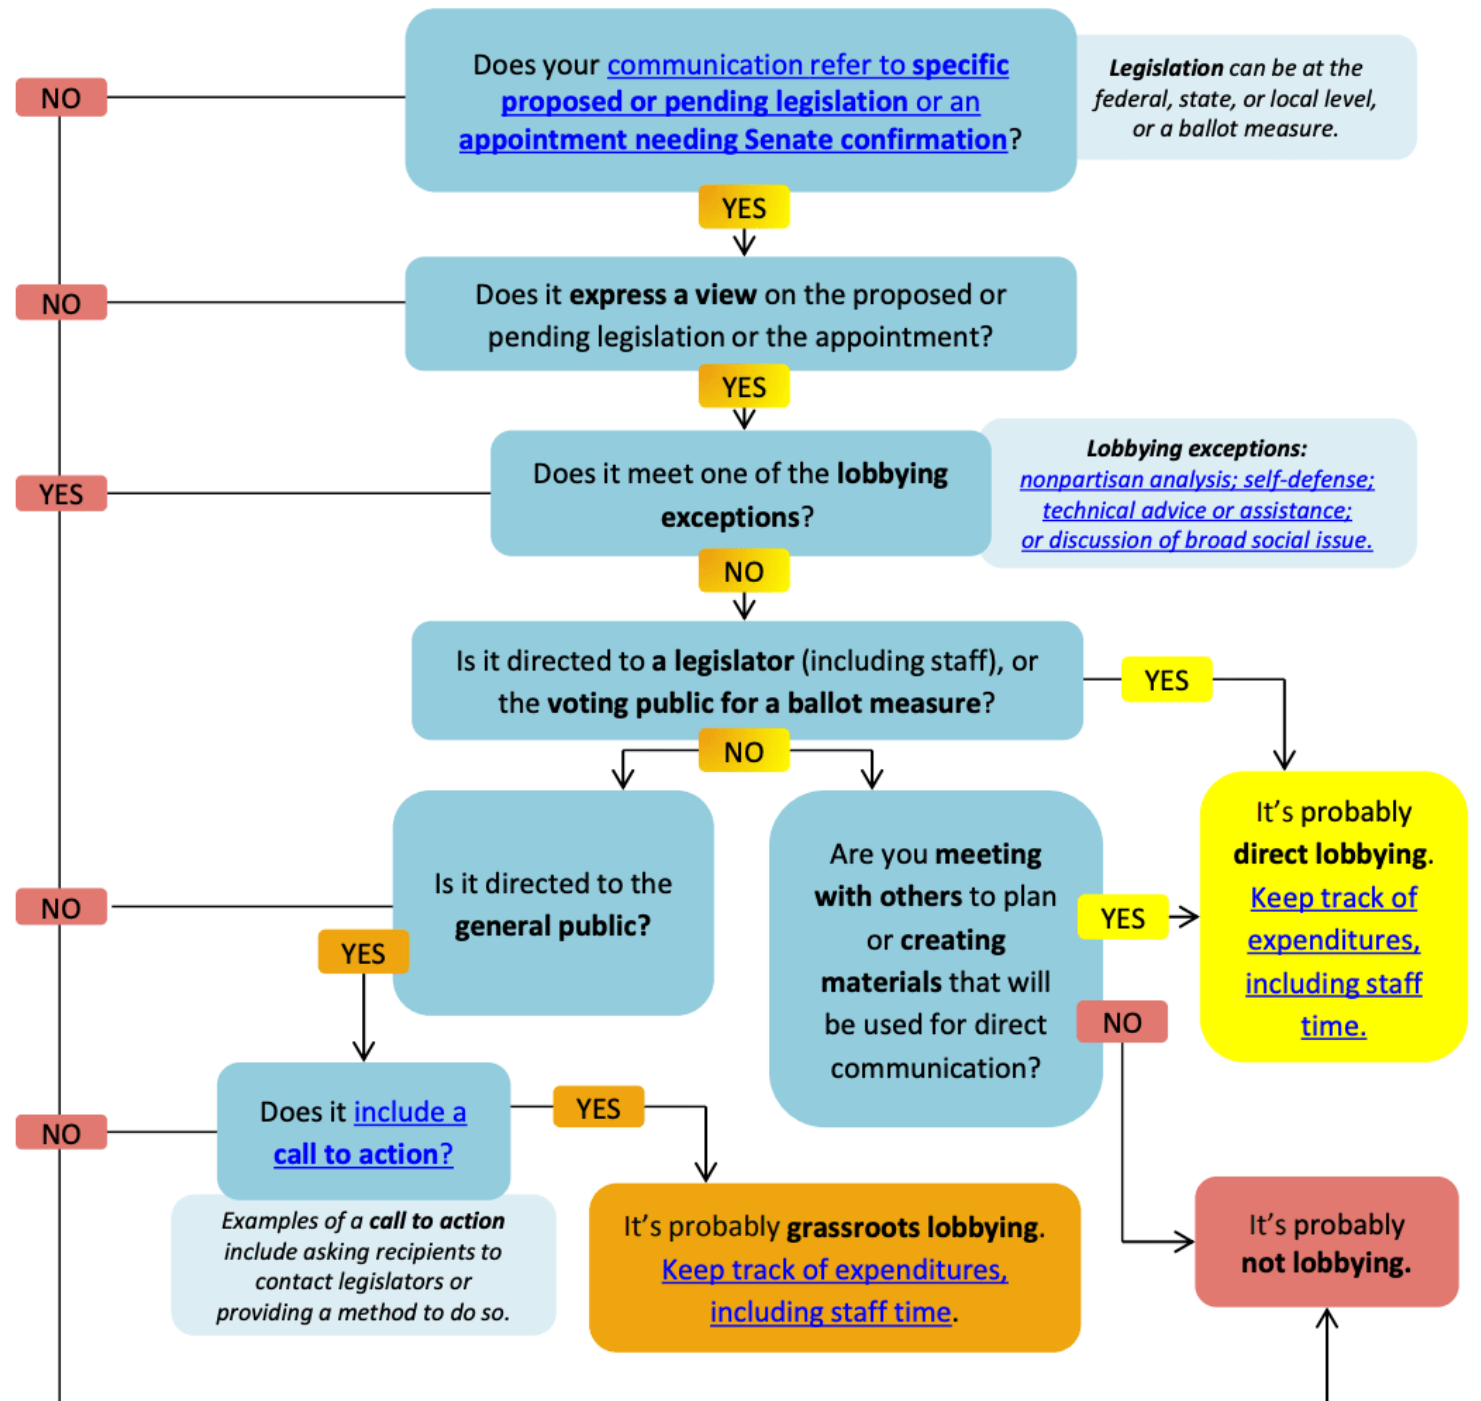 Does your communication refer to specific
proposed or pending legislation or an
appointment needing Senate confirmation?
Legislation can be at the
federal, state, or local level,
or a ballot measure.
NO
YES
Does it express a view on the proposed or
pending legislation or the appointment?
NO
YES
Does it meet one of the lobbying
exceptions?
Lobbying exceptions:
nonpartisan analysis; self-defense;
technical advice or assistance;
or discussion of broad social issue.
YES
NO
Is it directed to a legislator (including staff), or
the voting public for a ballot measure?
YES
NO
Is it directed to the
general public?
NO
YES
Are you meeting
with others to plan
or creating
materials that will
be used for direct
communication?
YES
NO
It's probably
direct lobbying.
Keep track of
expenditures,
including staff
time.
Does it include a
call to action?
NO
YES
Examples of a call to action
include asking recipients to
contact legislators or
providing a method to do so.
It's probably grassroots lobbying.
Keep track of expenditures,
including staff time.
It's probably
not lobbying.